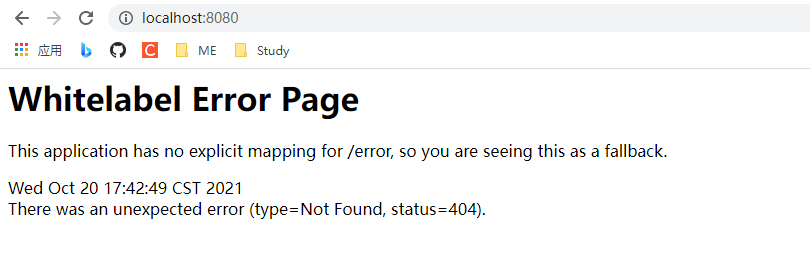 localhost:8080
应用 C ME Study
Whitelabel Error Page
This application has no explicit mapping for /error, so you are seeing this as a fallback.
Wed Oct 20 17:42:49 CST 2021
There was an unexpected error (type=Not Found, status=404).